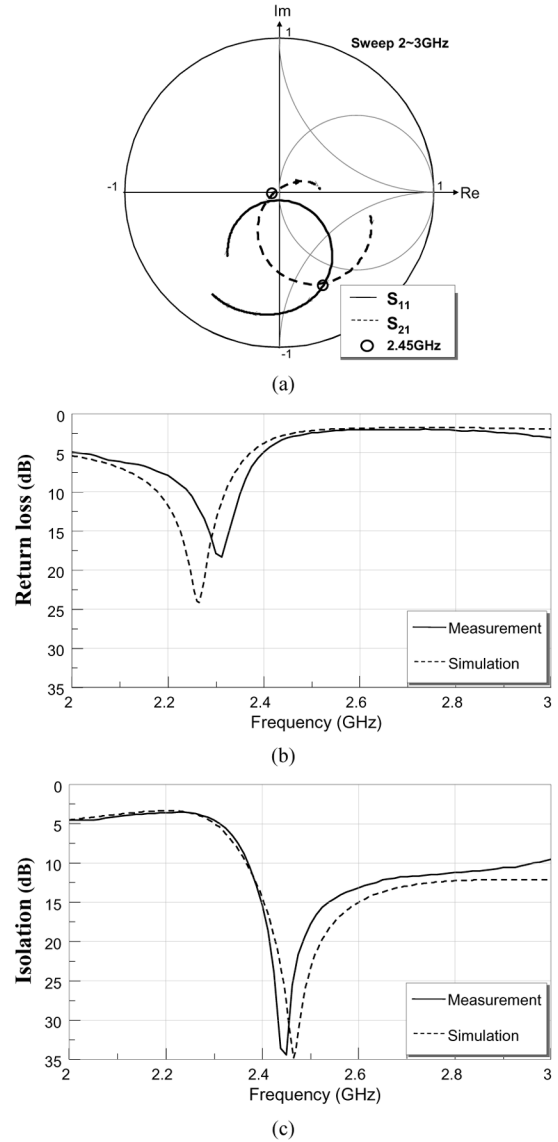 Im
1
Sweep 2~3GHz
-1
1
Re
-1
S11
S21
2.45GHz
(a)
0
5
10
15
20
25
30
35
Return loss (dB)
Measurement
Simulation
2
2.2
2.4
2.6
2.8
3
Frequency (GHz)
(b)
0
5
10
15
20
25
30
35
Isolation (dB)
Measurement
Simulation
2
2.2
2.4
2.6
2.8
3
Frequency (GHz)
(c)